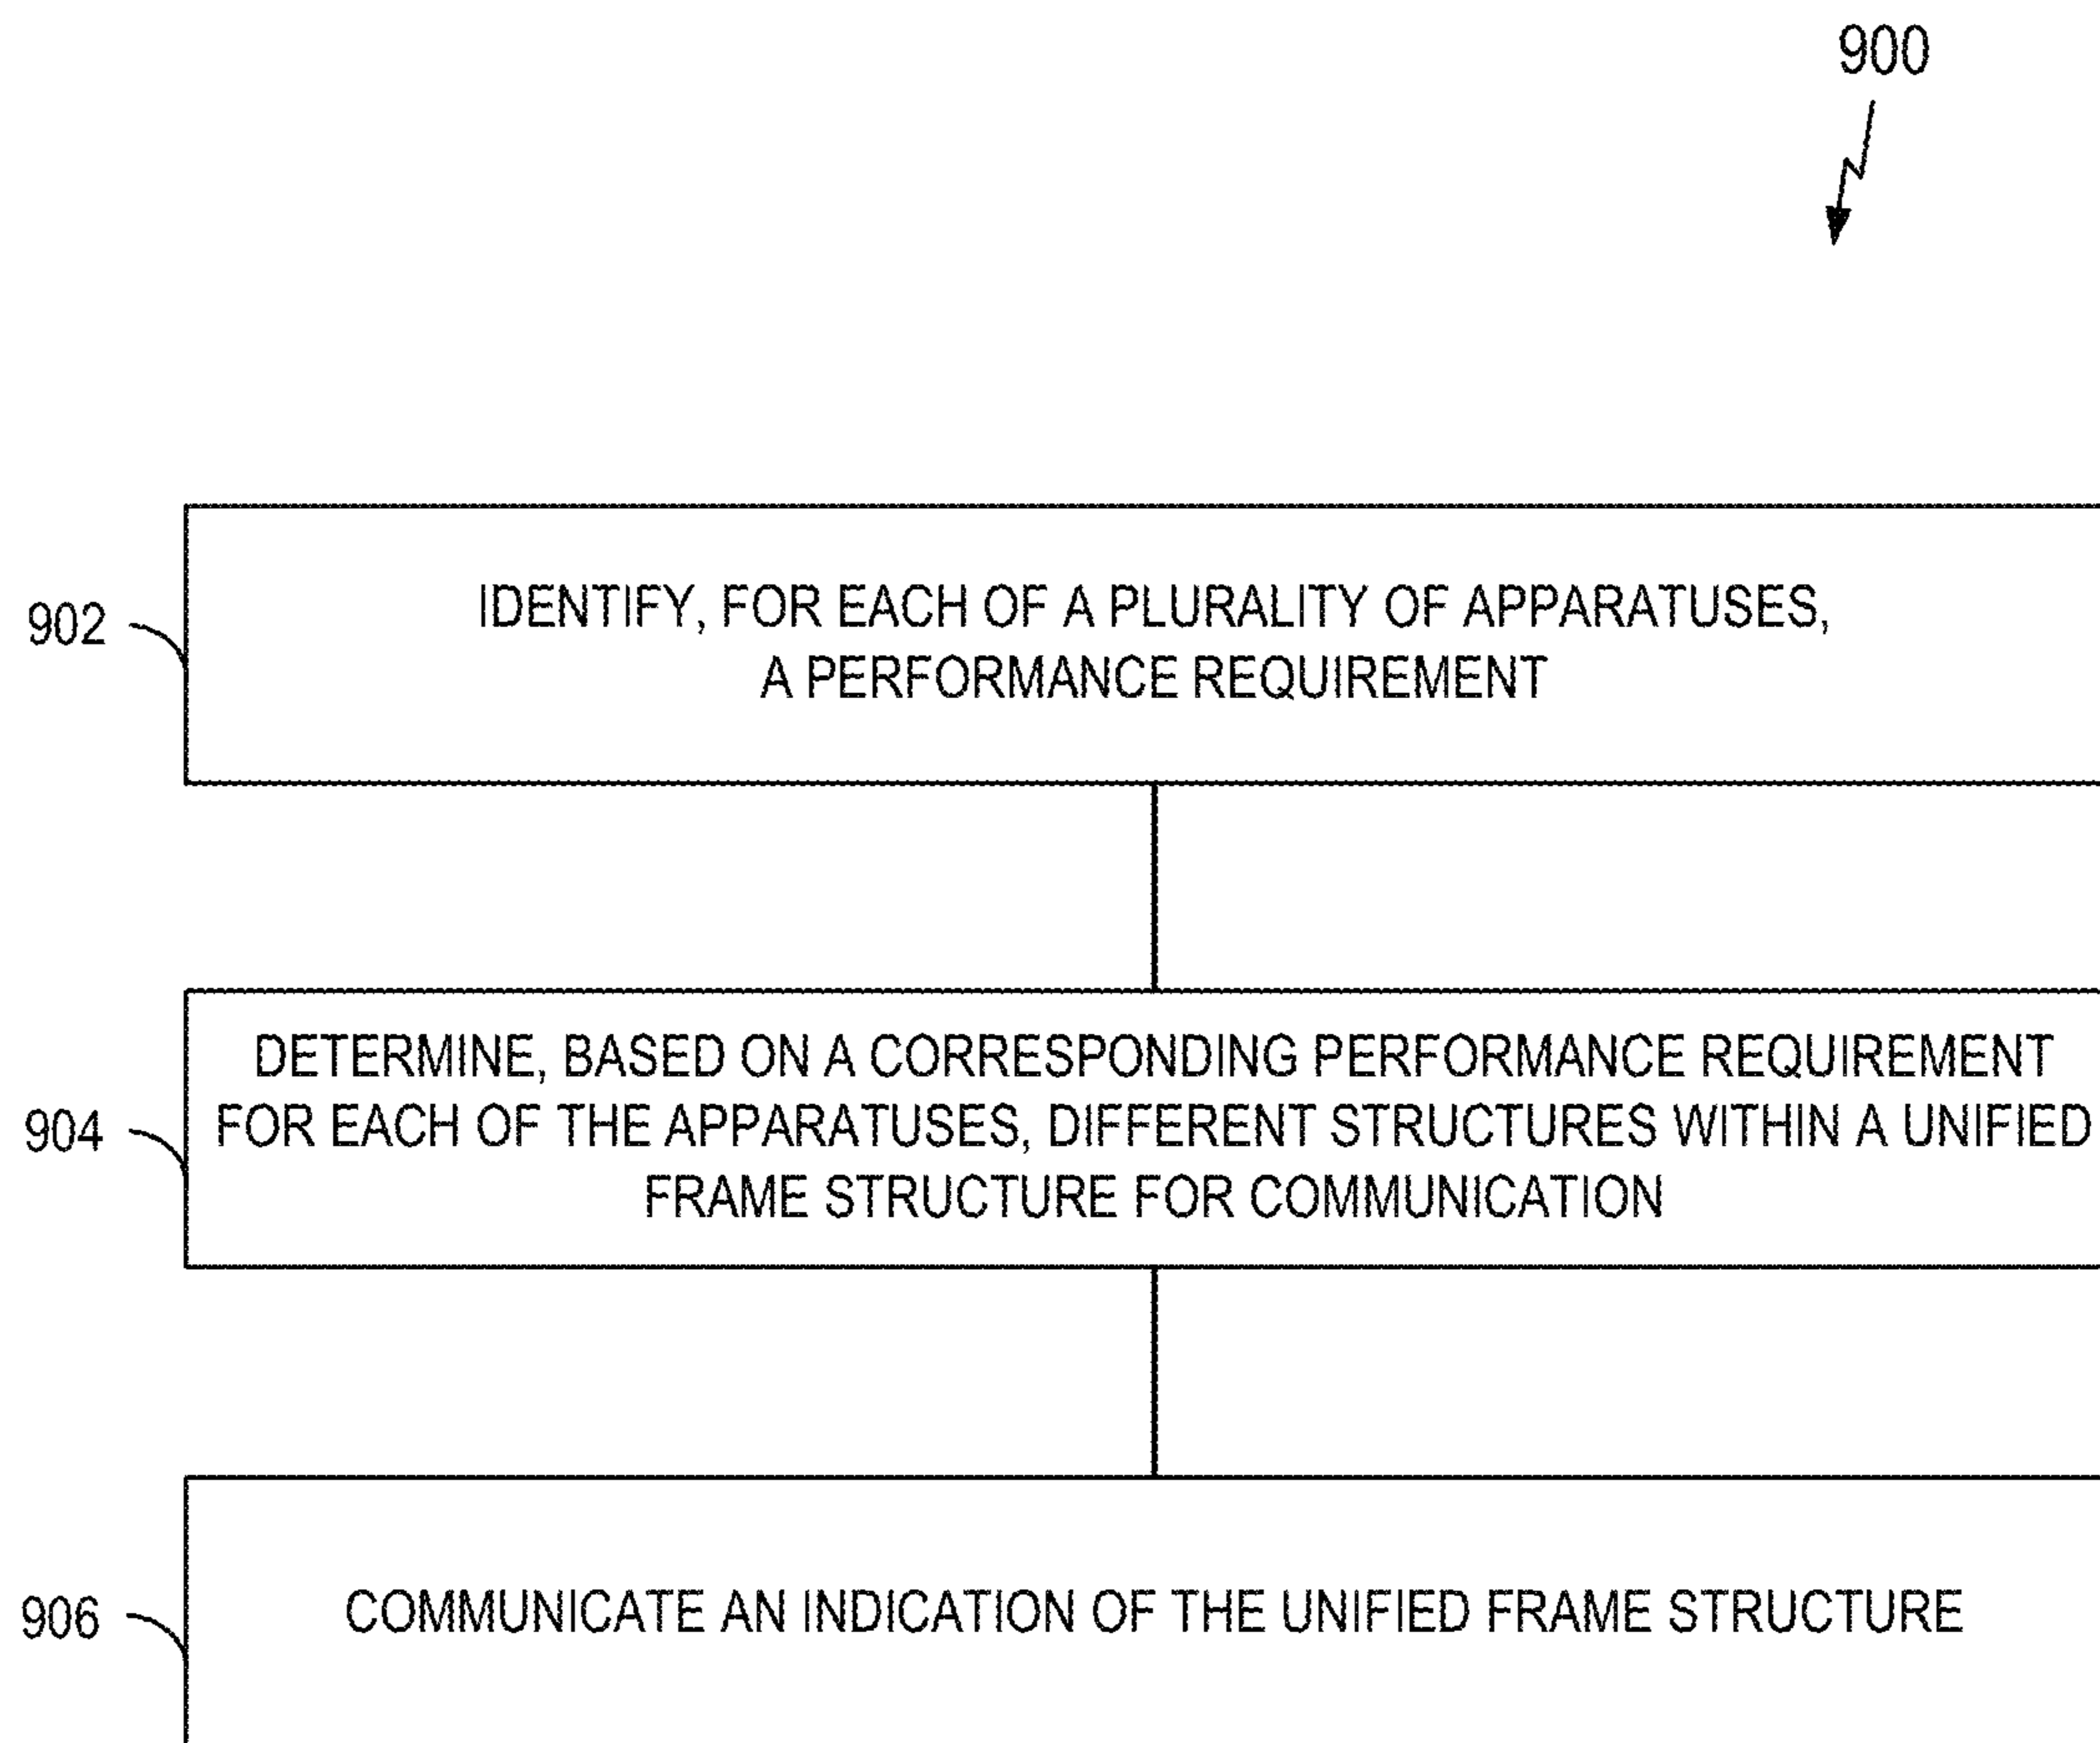 900
902
IDENTIFY, FOR EACH OF A PLURALITY OF APPARATUSES,
A PERFORMANCE REQUIREMENT
904
DETERMINE, BASED ON A CORRESPONDING PERFORMANCE REQUIREMENT
FOR EACH OF THE APPARATUSES, DIFFERENT STRUCTURES WITHIN A UNIFIED
FRAME STRUCTURE FOR COMMUNICATION
906
COMMUNICATE AN INDICATION OF THE UNIFIED FRAME STRUCTURE